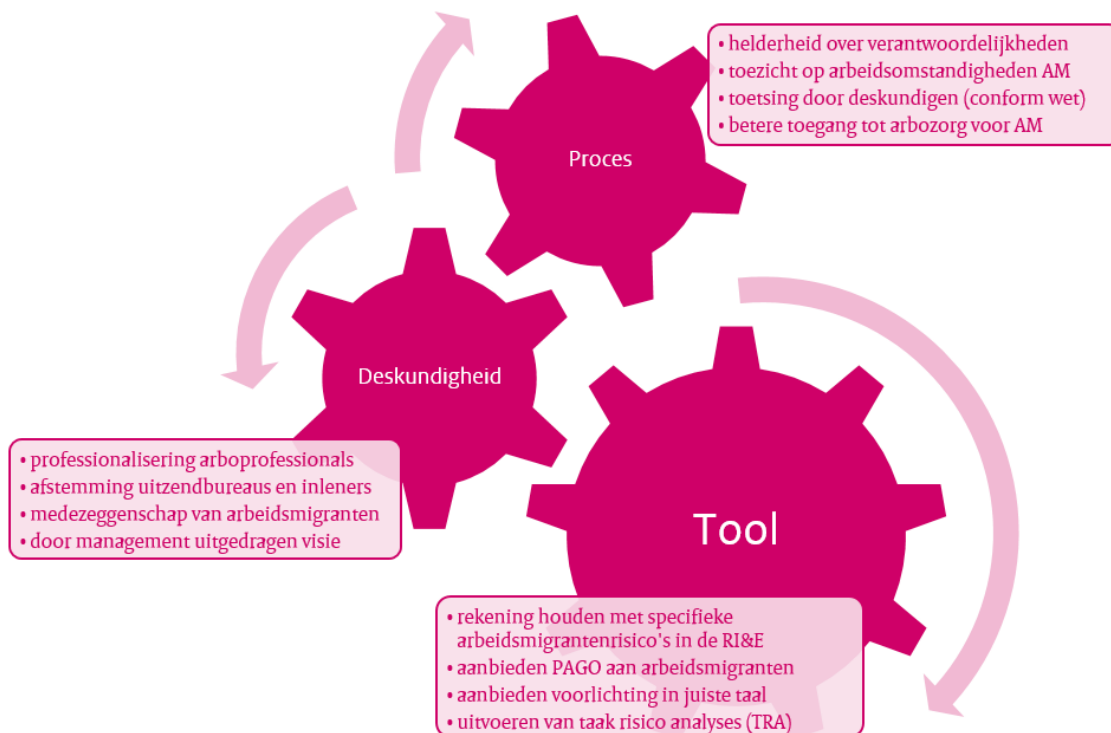 • helderheid over verantwoordelijkheden
• toezicht op arbeidsomstandigheden AM
• toetsing door deskundigen (conform wet)
• betere toegang tot arbozorg voor AM
Proces
Deskundigheid
• professionalisering arboprofessionals
• afstemming uitzendbureaus en inleners
• medezeggenschap van arbeidsmigranten
• door management uitgedragen visie
Tool
• rekening houden met specifieke
arbeidsmigrantenrisico's in de RI&E
• aanbieden PAGO aan arbeidsmigranten
• aanbieden voorlichting in juiste taal
• uitvoeren van taak risico analyses (TRA)